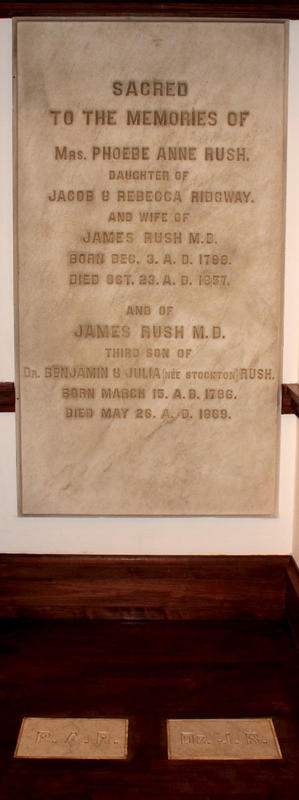 SACRED
TO THE MEMORIES OF
MRS. PHOEBE ANNE RUSH.
DAUGHTER OF
JACOB & REBECCA RIDGWAY.
AND WIFE OF
JAMES RUSH M.D.
BORN DEC. 3. A.D. 1799.
DIED OCT. 23. A.D. 1857.
AND OF
JAMES RUSH M.D.
THIRD SON OF
DR. BENJAMIN & JULIA (NÉE STOCKTON) RUSH.
BORN MARCH 15. A.D. 1786.
DIED MAY 26. A.D. 1869.
P. A. R.
DR. J. R.